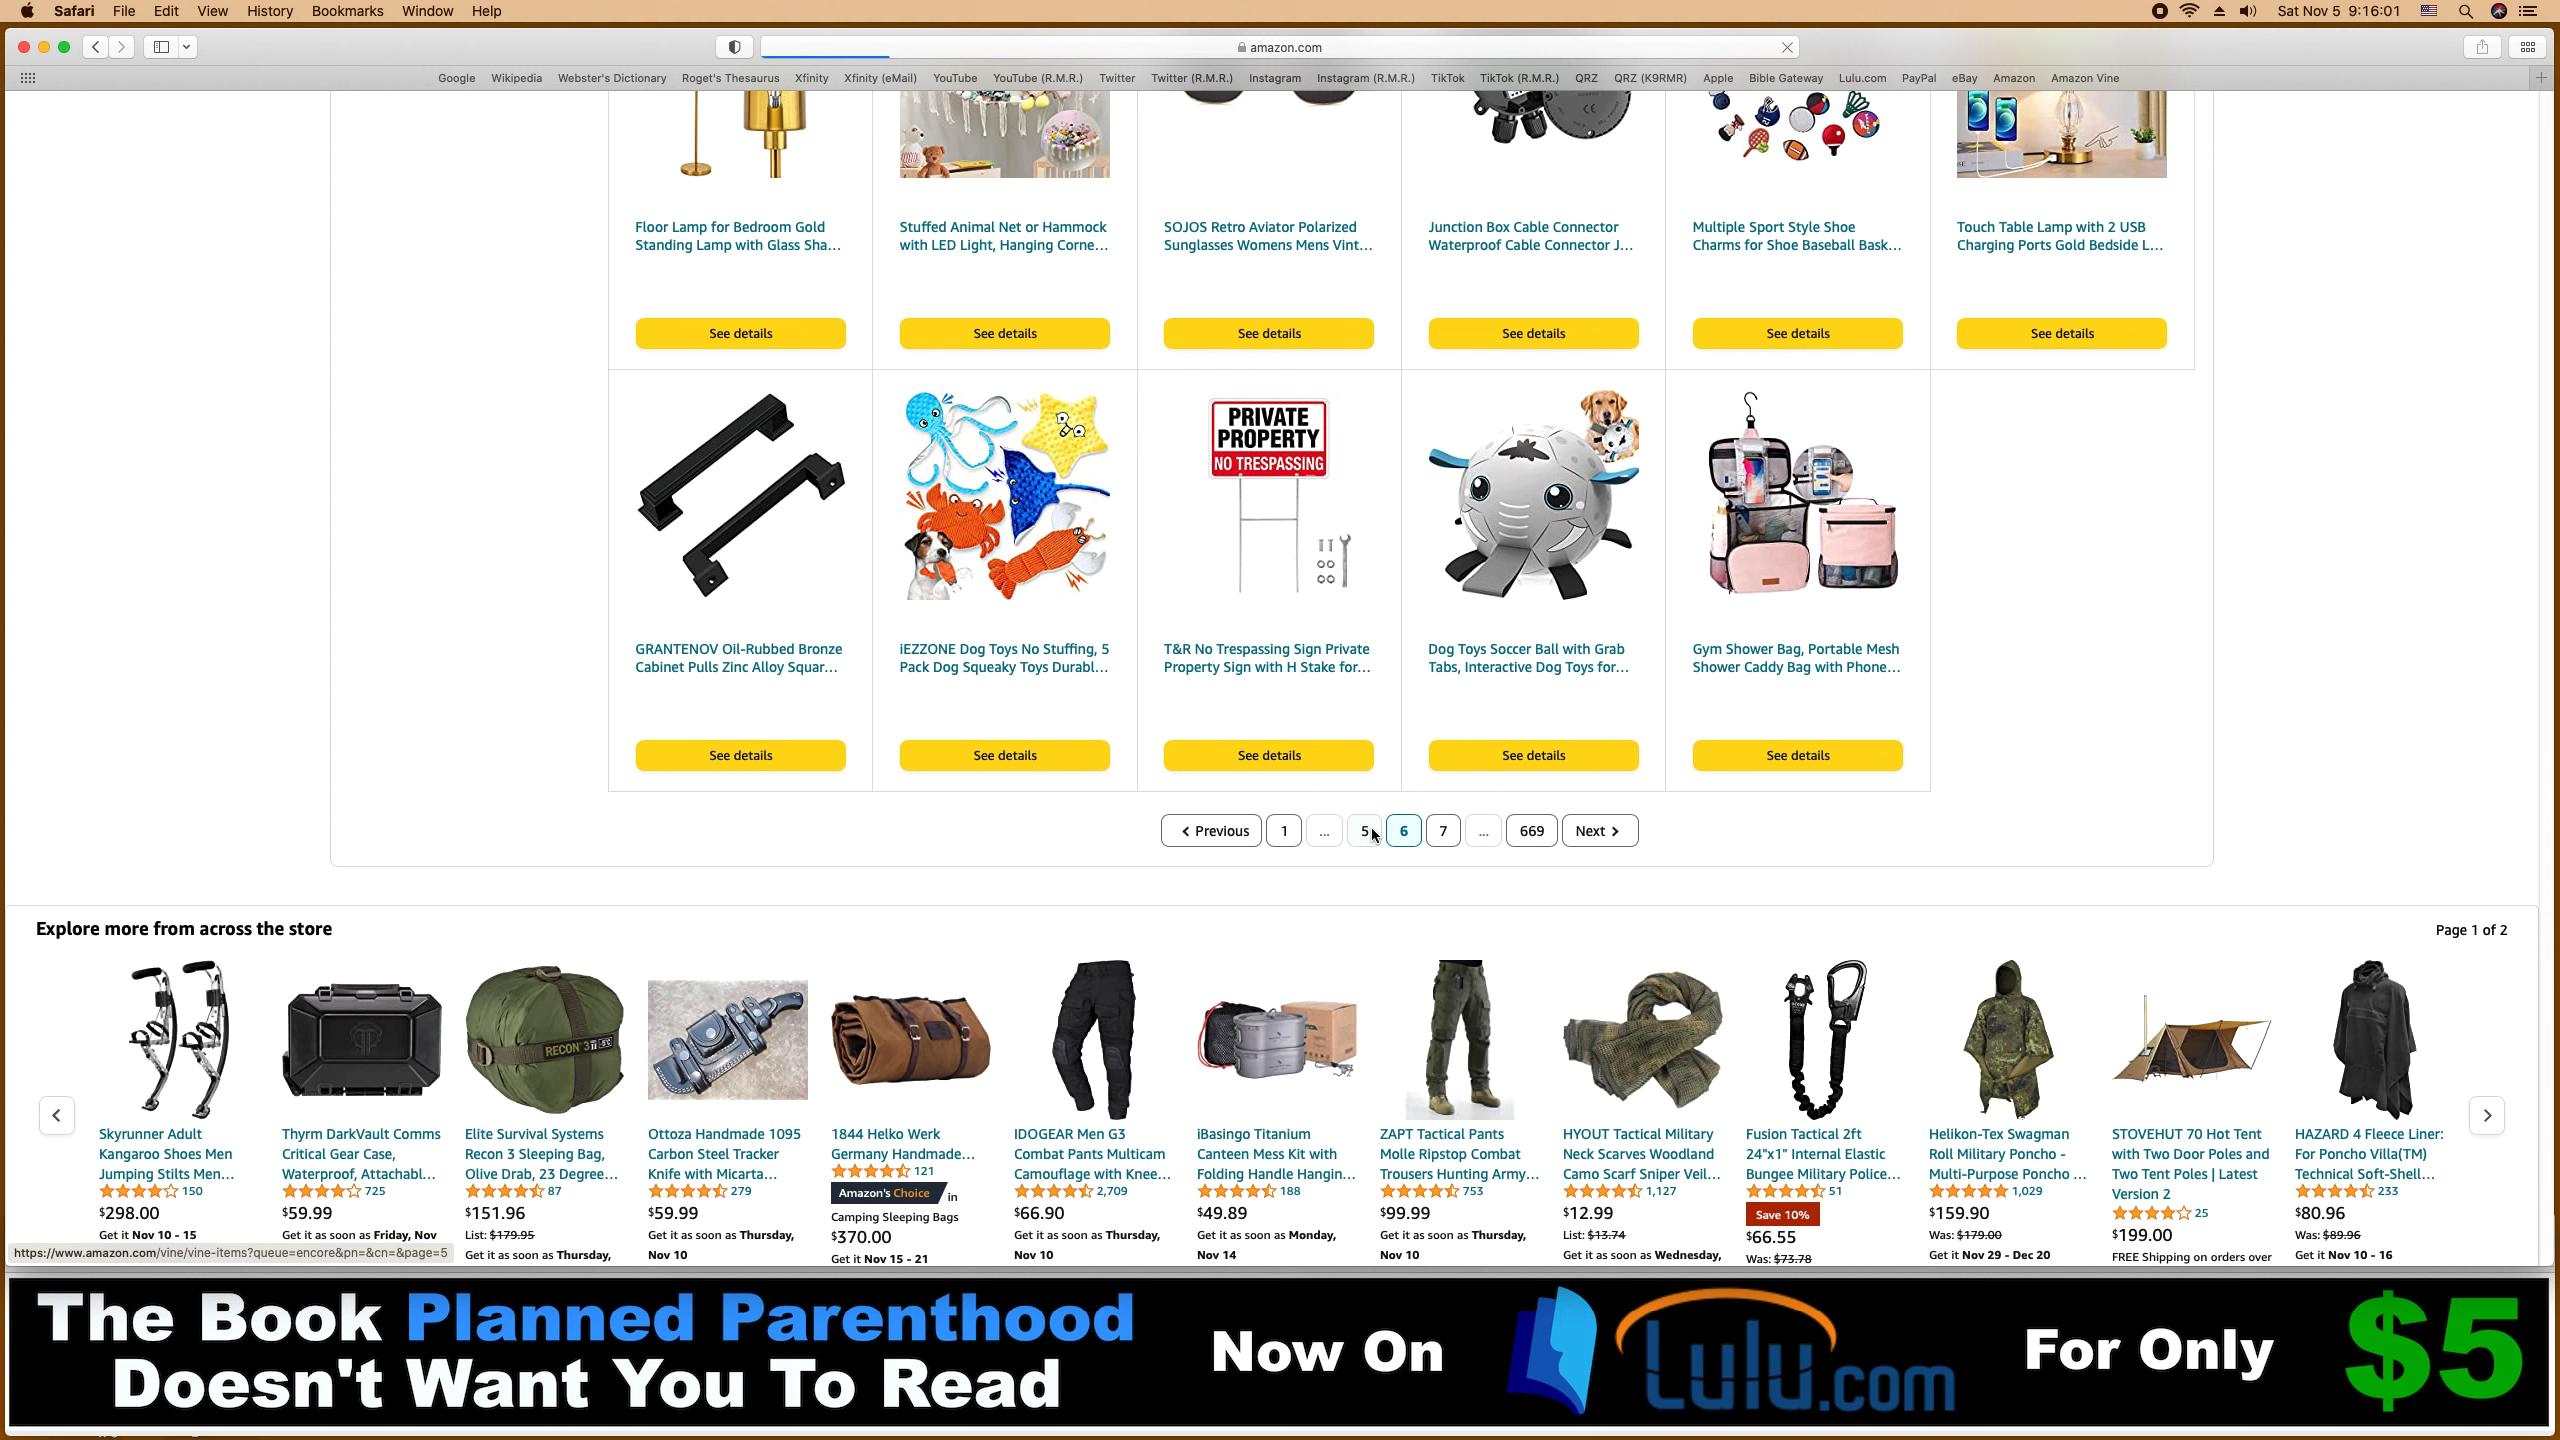 Safari File Edit View History Bookmarks Window Help
Sat Nov 5 9:16:01
amazon.com
Google Wikipedia Webster's Dictionary Roget's Thesaurus Xfinity Xfinity (eMail) YouTube YouTube (R.M.R.) Twitter Twitter (R.M.R.) Instagram Instagram (R.M.R.) TikTok TikTok (R.M.R.) QRZ QRZ (K9RMR) Apple Bible Gateway Lulu.com PayPal eBay Amazon Amazon Vine
Floor Lamp for Bedroom Gold
Standing Lamp with Glass Sha...
See details
Stuffed Animal Net or Hammock
with LED Light, Hanging Corne...
See details
SOJOS Retro Aviator Polarized
Sunglasses Womens Mens Vint...
See details
Junction Box Cable Connector
Waterproof Cable Connector J...
See details
Multiple Sport Style Shoe
Charms for Shoe Baseball Bask...
See details
Touch Table Lamp with 2 USB
Charging Ports Gold Bedside L...
See details
GRANTENOV Oil-Rubbed Bronze
Cabinet Pulls Zinc Alloy Squar...
See details
iEZZONE Dog Toys No Stuffing, 5
Pack Dog Squeaky Toys Durabl...
See details
PRIVATE
PROPERTY
NO TRESPASSING
T&R No Trespassing Sign Private
Property Sign with H Stake for...
See details
Dog Toys Soccer Ball with Grab
Tabs, Interactive Dog Toys for...
See details
Gym Shower Bag, Portable Mesh
Shower Caddy Bag with Phone...
See details
Previous 1 ... 5 6 7 ... 669 Next
Explore more from across the store
Page 1 of 2
Skyrunner Adult
Kangaroo Shoes Men
Jumping Stilts Men...
150
$298.00
Get it Nov 10 - 15
Thyrm DarkVault Comms
Critical Gear Case,
Waterproof, Attachabl...
725
$59.99
Get it as soon as Friday, Nov
RECON 3
Elite Survival Systems
Recon 3 Sleeping Bag,
Olive Drab, 23 Degree...
87
$151.96
List: $179.95
Get it as soon as Thursday,
Ottoza Handmade 1095
Carbon Steel Tracker
Knife with Micarta...
279
$59.99
Get it as soon as Thursday,
Nov 10
1844 Helko Werk
Germany Handmade...
121
Amazon's Choice in
Camping Sleeping Bags
$370.00
Get it Nov 15 - 21
IDOGEAR Men G3
Combat Pants Multicam
Camouflage with Knee...
2,709
$66.90
Get it as soon as Thursday,
Nov 10
iBasingo Titanium
Canteen Mess Kit with
Folding Handle Hangin...
188
$49.89
Get it as soon as Monday,
Nov 14
ZAPT Tactical Pants
Molle Ripstop Combat
Trousers Hunting Army...
753
$99.99
Get it as soon as Thursday,
Nov 10
HYOUT Tactical Military
Neck Scarves Woodland
Camo Scarf Sniper Veil...
1,127
$12.99
List: $13.74
Get it as soon as Wednesday,
Fusion Tactical 2ft
24"x1" Internal Elastic
Bungee Military Police...
51
Save 10%
$66.55
Was: $73.78
Helikon-Tex Swagman
Roll Military Poncho -
Multi-Purpose Poncho ...
1,029
$159.90
Was: $179.00
Get it Nov 29 - Dec 20
STOVEHUT 70 Hot Tent
with Two Door Poles and
Two Tent Poles | Latest
Version 2
25
$199.00
FREE Shipping on orders over
HAZARD 4 Fleece Liner:
For Poncho Villa(TM)
Technical Soft-Shell...
233
$80.96
Was: $89.96
Get it Nov 10 - 16
https://www.amazon.com/vine/vine-items?queue=encore&pn=&cn=&page=5
The Book Planned Parenthood
Doesn't Want You To Read
Now On
Lulu.com
For Only
$5